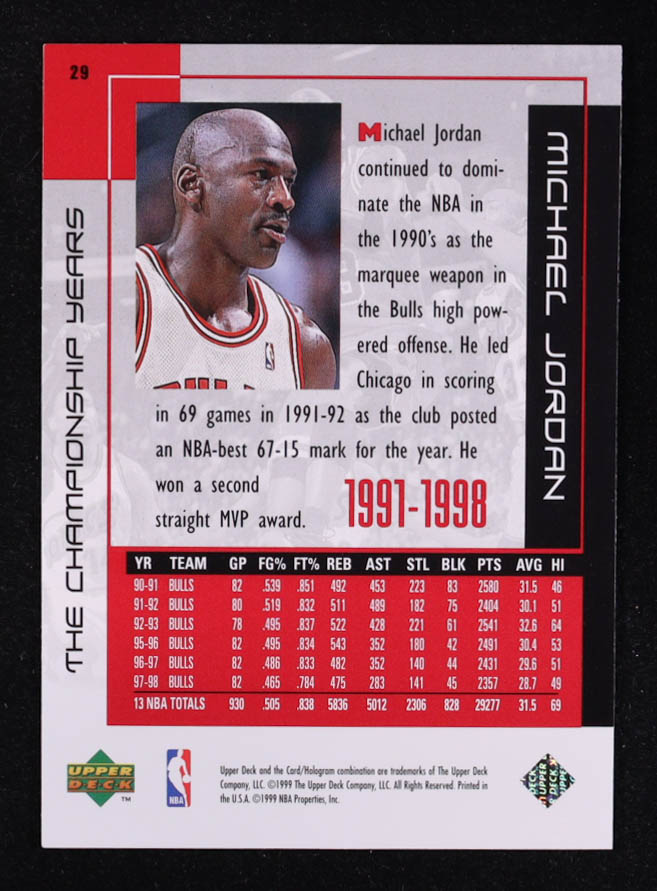 29
THE CHAMPIONSHIP YEARS
MICHAEL JORDAN
Michael Jordan
continued to domi-
nate the NBA in
the 1990's as the
marquee weapon in
the Bulls high pow-
ered offense. He led
Chicago in scoring
in 69 games in 1991-92 as the club posted
an NBA-best 67-15 mark for the year. He
won a second
straight MVP award.
1991-1998
YR TEAM GP FG% FT% REB AST STL BLK PTS AVG HI
90-91 BULLS 82 .539 .851 492 453 223 83 2580 31.5 46
91-92 BULLS 80 .519 .832 511 489 182 75 2404 30.1 51
92-93 BULLS 78 .495 .837 522 428 221 61 2541 32.6 64
95-96 BULLS 82 .495 .834 543 352 180 42 2491 30.4 53
96-97 BULLS 82 .486 .833 482 352 140 44 2431 29.6 51
97-98 BULLS 82 .465 .784 475 283 141 45 2357 28.7 49
13 NBA TOTALS 930 .505 .838 5836 5012 2306 828 29277 31.5 69
UPPER
DECK
TM
NBA
Upper Deck and the Card/Hologram combination are trademarks of The Upper Deck
Company, LLC. ©1999 The Upper Deck Company, LLC. All Rights Reserved. Printed in
the U.S.A. ©1999 NBA Properties, Inc.
UPPER
DECK